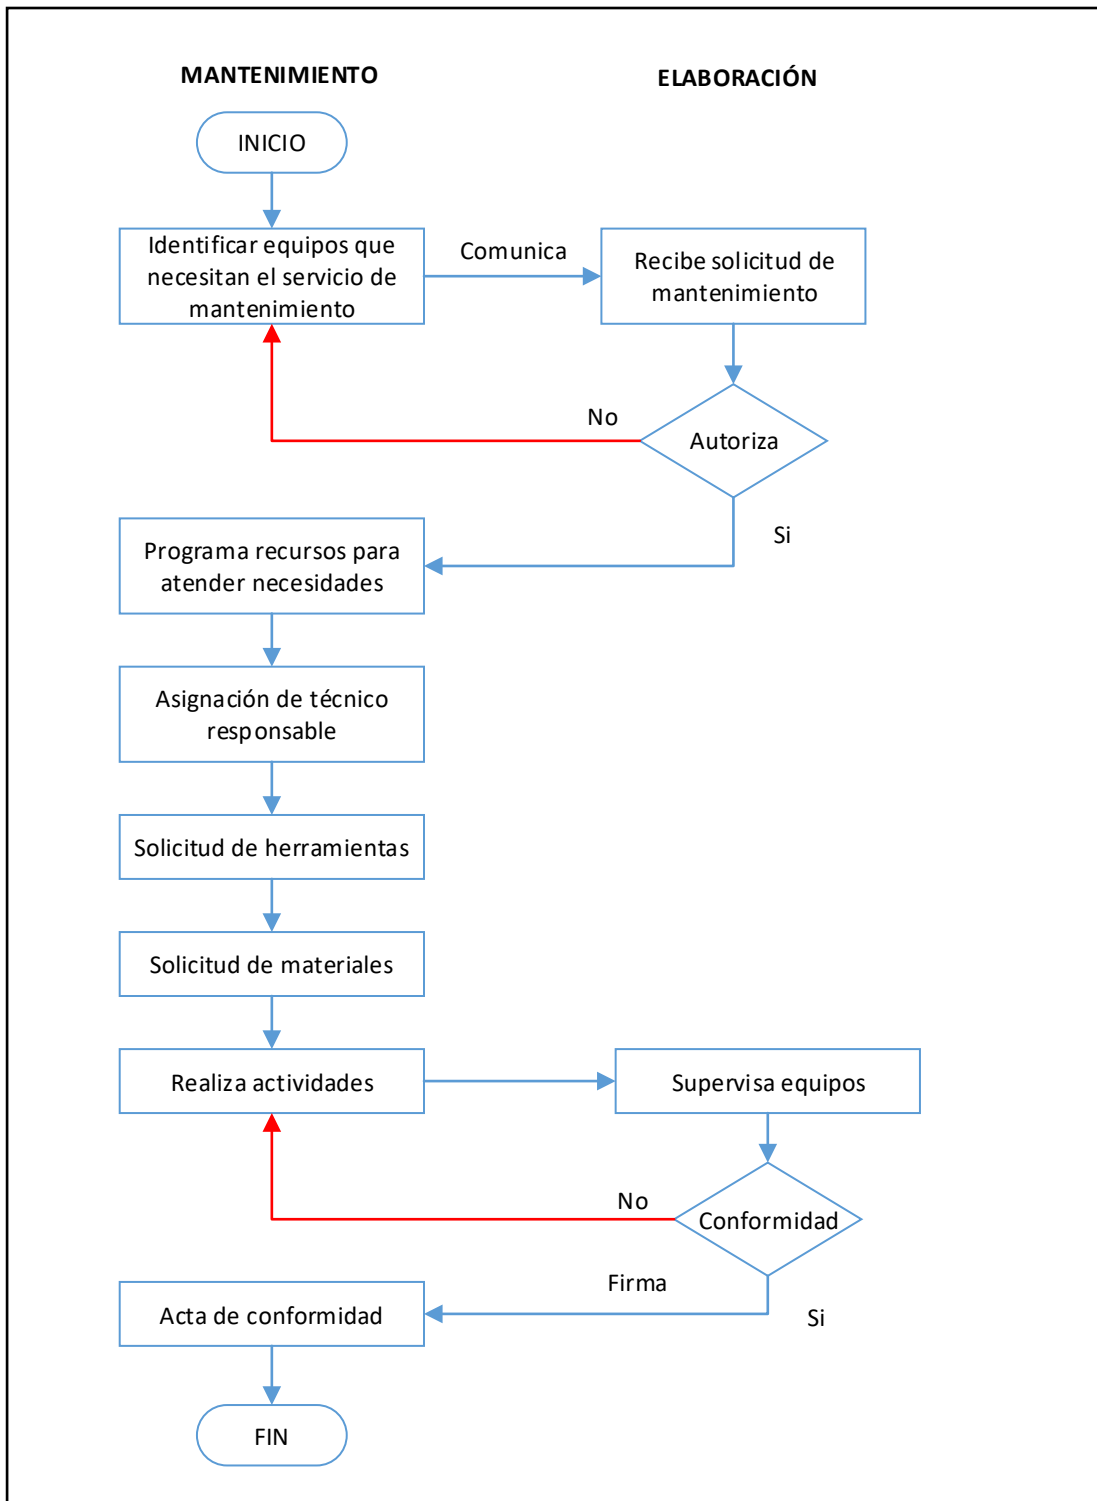 MANTENIMIENTO
ELABORACIÓN
INICIO
Identificar equipos que
necesitan el servicio de
mantenimiento
Comunica
Recibe solicitud de
mantenimiento
No
Autoriza
Si
Programa recursos para
atender necesidades
Asignación de técnico
responsable
Solicitud de herramientas
Solicitud de materiales
Realiza actividades
Supervisa equipos
No
Conformidad
Firma
Si
Acta de conformidad
FIN